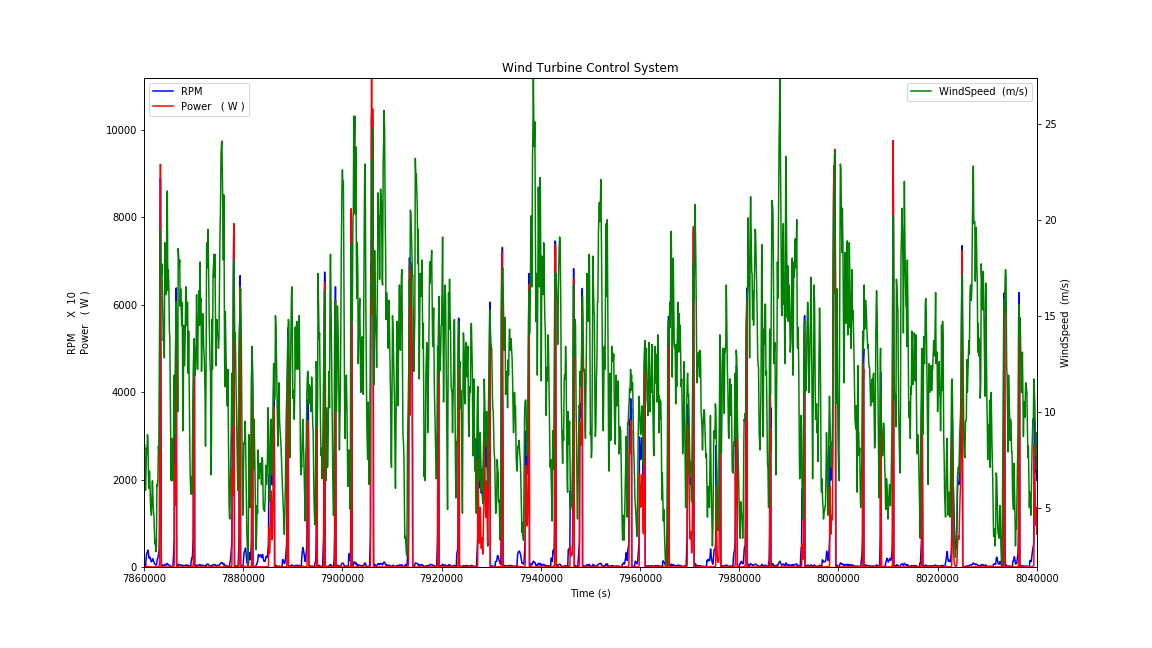 Wind Turbine Control System
RPM
Power ( W )
WindSpeed (m/s)
10000
8000
6000
4000
2000
0
RPM X 10
Power ( W )
25
20
15
10
5
WindSpeed (m/s)
7860000 7880000 7900000 7920000 7940000 7960000 7980000 8000000 8020000 8040000
Time (s)